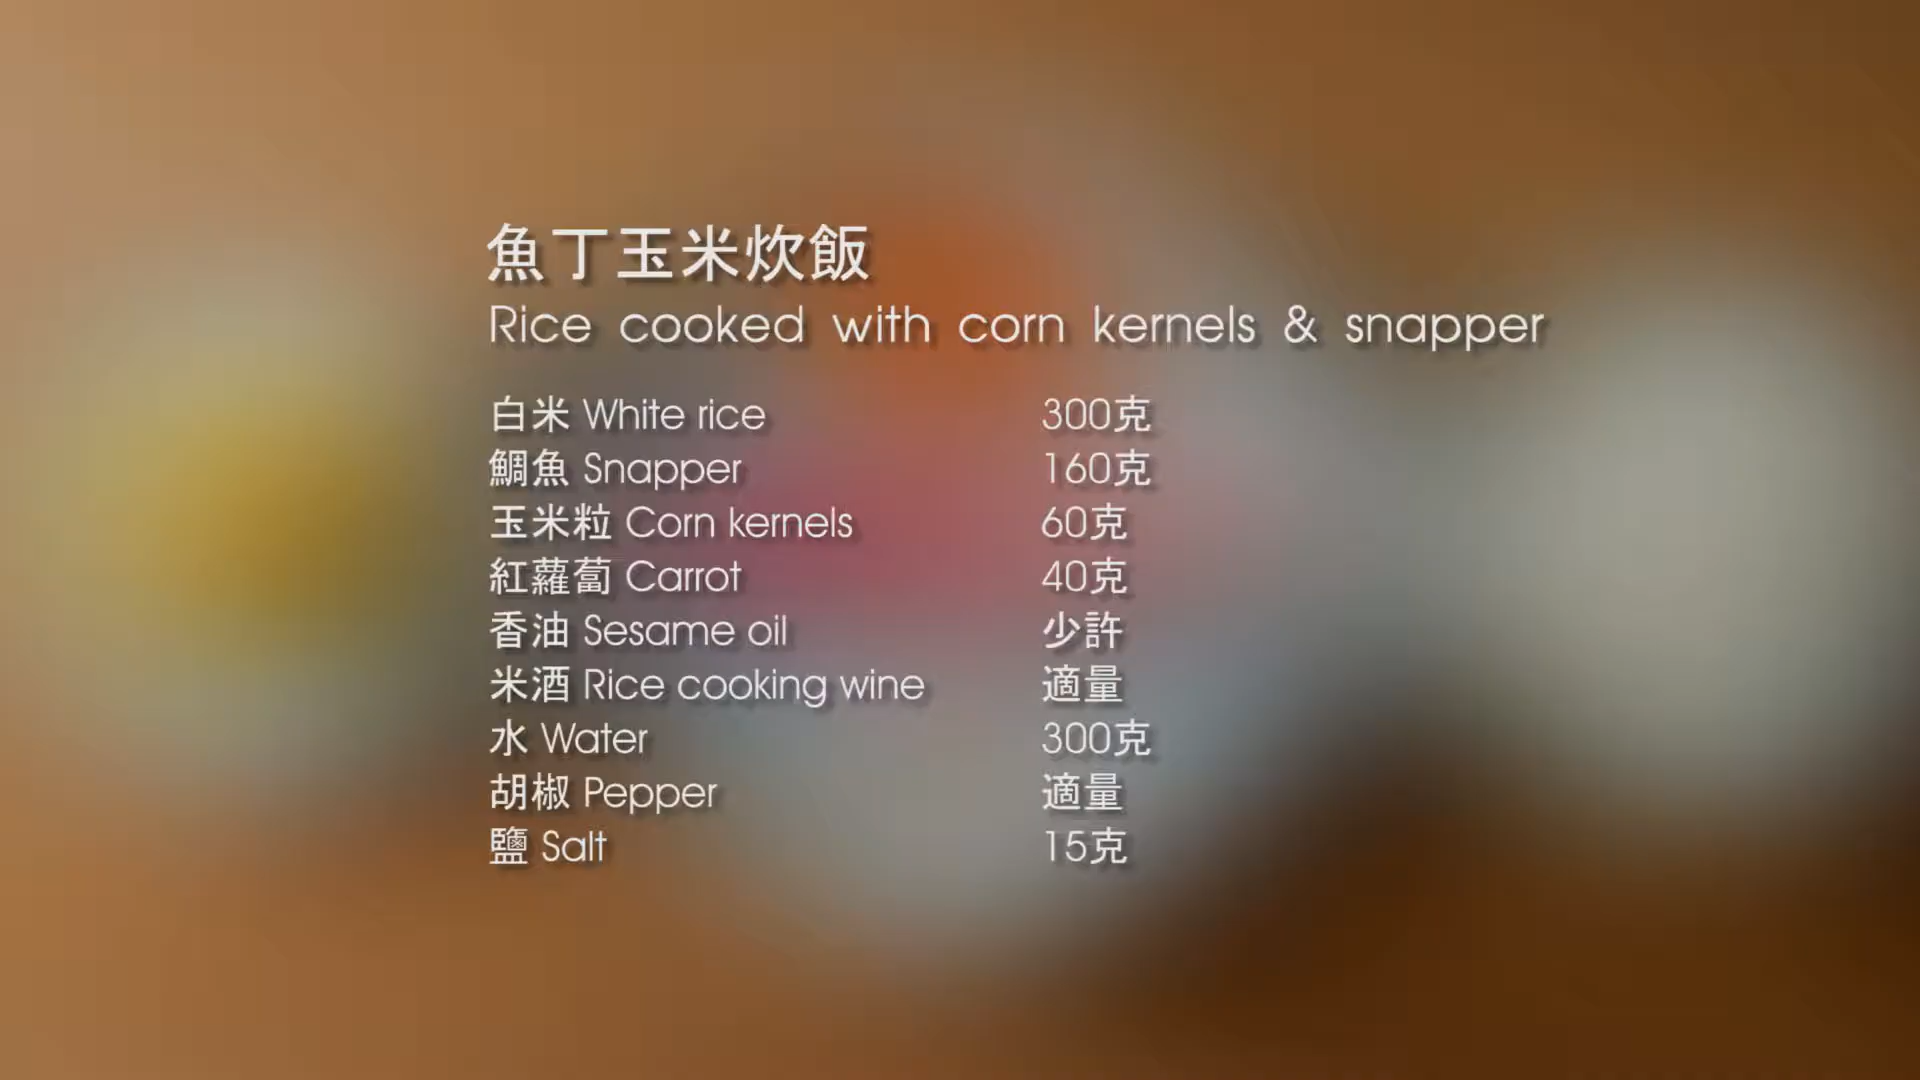 魚丁玉米炊飯
Rice cooked with corn kernels & snapper
白米 White rice 300克
鯛魚 Snapper 160克
玉米粒 Corn kernels 60克
紅蘿蔔 Carrot 40克
香油 Sesame oil 少許
米酒 Rice cooking wine 適量
水 Water 300克
胡椒 Pepper 適量
鹽 Salt 15克